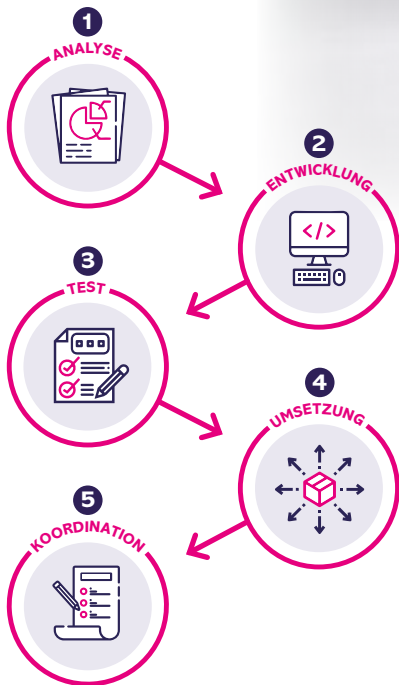 1
ANALYSE
2
ENTWICKLUNG
</>
3
TEST
4
UMSETZUNG
5
KOORDINATION